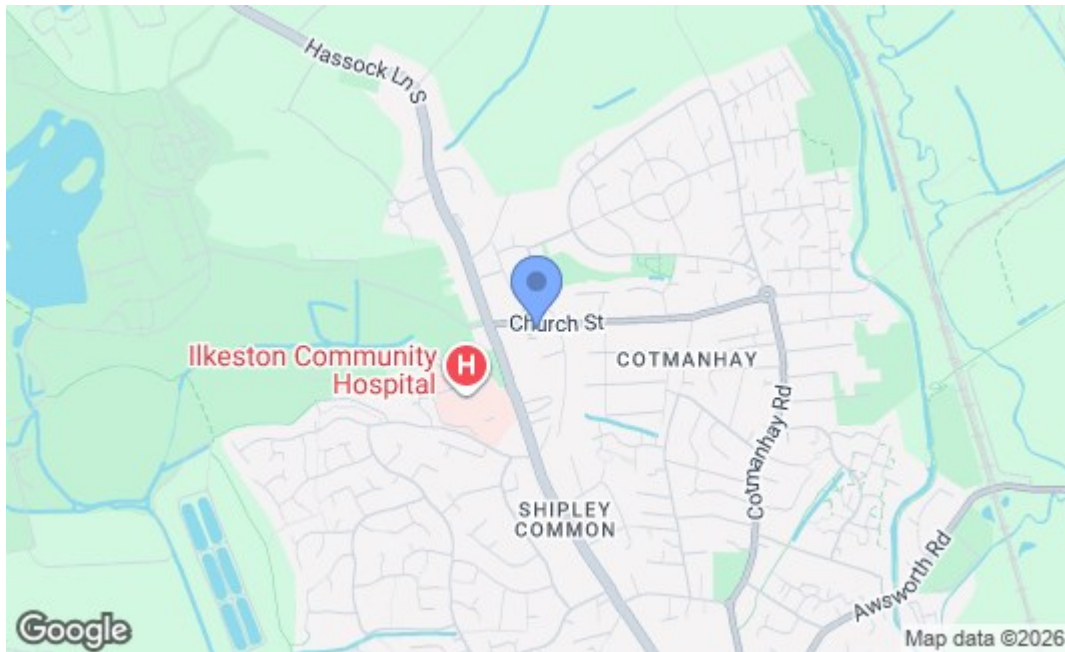 Hassock Ln S
Church St
Ilkeston Community
Hospital
H
COTMANHAY
Cotmanhay Rd
SHIPLEY
COMMON
Awsworth Rd
Google
Map data ©2026